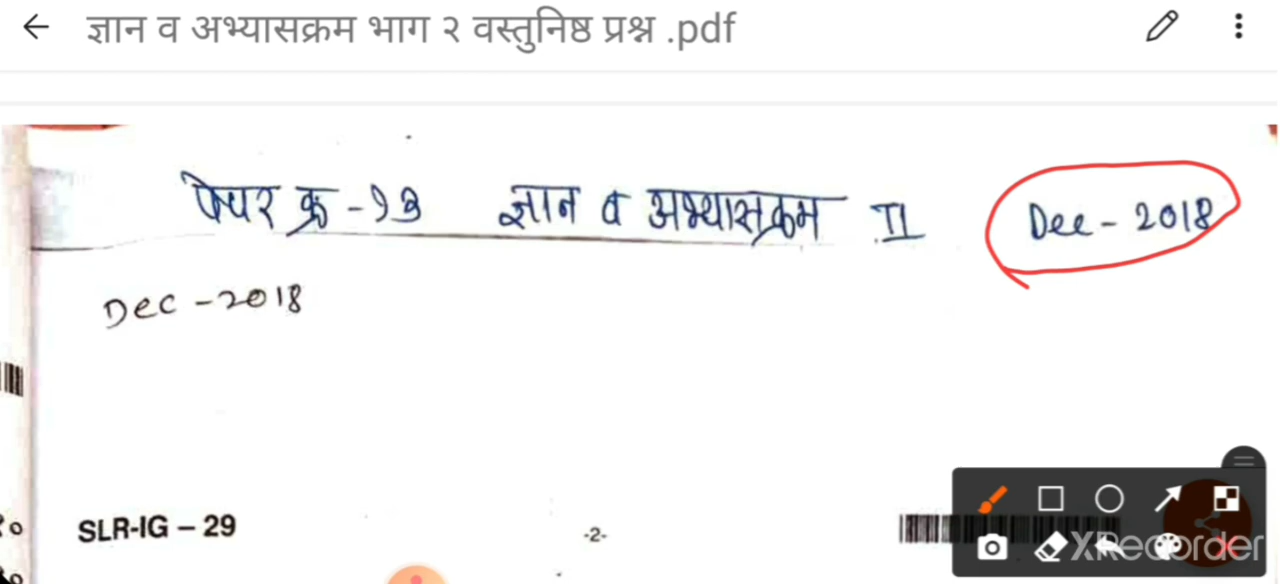 ज्ञान व अभ्यासक्रम भाग २ वस्तुनिष्ठ प्रश्न .pdf
पेपर क्र - १३ ज्ञान व अभ्यासक्रम II Dec - 2018
Dec - 2018
SLR-IG – 29 -2-
XRecorder